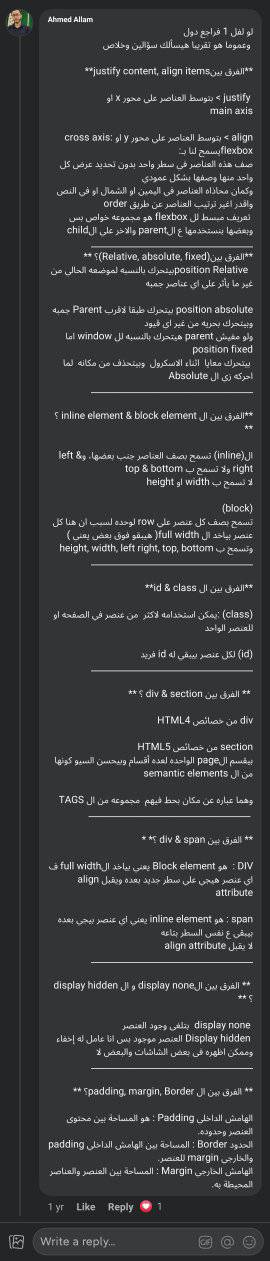 Ahmed Allam
لو لفل 1 فراجع دول
وعموما هو تقريبا هيسألك سؤالين وخلاص
**الفرق بينjustify content, align items**
justify > بتوسط العناصر على محور x او
main axis
align > بتوسط العناصر على محور y او :cross axis
flexboxبيسمح لنا بـ:
صف هذه العناصر في سطر واحد بدون تحديد عرض كل
واحد منها وصفها بشكل عمودي
وكمان محاذاه العناصر في اليمين او الشمال او في النص
واقدر اغير ترتيب العناصر عن طريق order
تعريف مبسط لل flexbox هو مجموعه خواص بس
وبعضها بنستخدمها ع الparent والاخر على الchild
**الفرق بين(Relative, absolute, fixed)؟ **
position Relativeبيتحرك بالنسبه لموضعه الحالي من
غير ما يأثر على اي عناصر جمبه
position absolute بيتحرك طبقا لاقرب Parent جمبه
وبيتحرك بحريه من غير اي قيود
ولو مفيش parent هيتحرك بالنسبه لل window اما
position fixed
بيتحرك معايا اثناء الاسكرول وبيتحذف من مكانه لما
احركه زي ال Absolute
**الفرق بين ال inline element & block element ؟
**
ال(inline) تسمح بصف العناصر جنب بعضها، و& left
right ولا تسمح ب top & bottom
لا تسمح ب width او height
(block)
تسمح بصف كل عنصر على row لوحده لسبب ان هنا كل
عنصر بياخد ال full width( هيبقو فوق بعض يعني )
وتسمح ب height, width, left right, top, bottom
**الفرق بين ال id & class**
(class) :يمكن استخدامه لاكثر من عنصر في الصفحه او
للعنصر الواحد
(id) لكل عنصر بيبقى له id فريد
** الفرق بين div & section ؟ **
div من خصائص HTML4
section من خصائص HTML5
بيقسم الpage الواحده لعده أقسام وبيحسن السيو كونها
من ال semantic elements
وهما عباره عن مكان بحط فيهم مجموعه من ال TAGS
** الفرق بين div & span ؟* *
DIV : هو Block element يعني بياخد الfull width ف
اي عنصر هيجي على سطر جديد بعده ويقبل align
attribute
span : هو inline element يعني اي عنصر بيجي بعده
بيبقى ع نفس السطر بتاعه
لا يقبل align attribute
** الفرق بين الdisplay none و ال display hidden
؟ **
display none بتلغي وجود العنصر
Display hidden العنصر موجود بس انا عامل له إخفاء
وممكن اظهره في بعض الشاشات والبعض لا
** الفرق بين ال padding, margin, Border؟ **
الهامش الداخلي Padding : هو المساحة بين محتوى
العنصر وحدوده.
الحدود Border : المساحة بين الهامش الداخلي padding
والخارجي margin للعنصر.
الهامش الخارجي Margin : المساحة بين العنصر والعناصر
المحيطة به.
1 yr Like Reply 1
Write a reply...
GIF